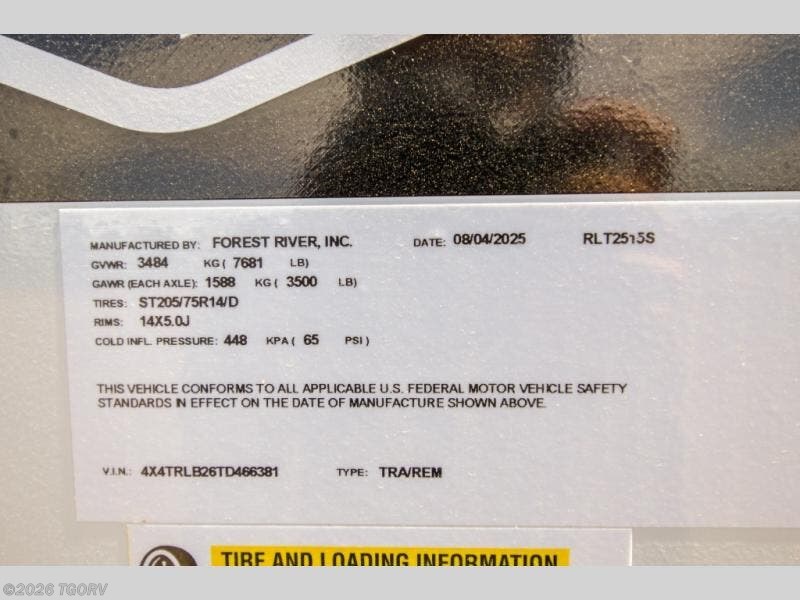 MANUFACTURED BY: FOREST RIVER, INC. DATE: 08/04/2025 RLT2515S
GVWR: 3484 KG ( 7681 LB)
GAWR (EACH AXLE): 1588 KG ( 3500 LB)
TIRES: ST205/75R14/D
RIMS: 14X5.0J
COLD INFL. PRESSURE: 448 KPA ( 65 PSI )
THIS VEHICLE CONFORMS TO ALL APPLICABLE U.S. FEDERAL MOTOR VEHICLE SAFETY
STANDARDS IN EFFECT ON THE DATE OF MANUFACTURE SHOWN ABOVE.
V.I.N.: 4X4TRLB26TD466381 TYPE: TRA/REM
TIRE AND LOADING INFORMATION
©2026 TGORV